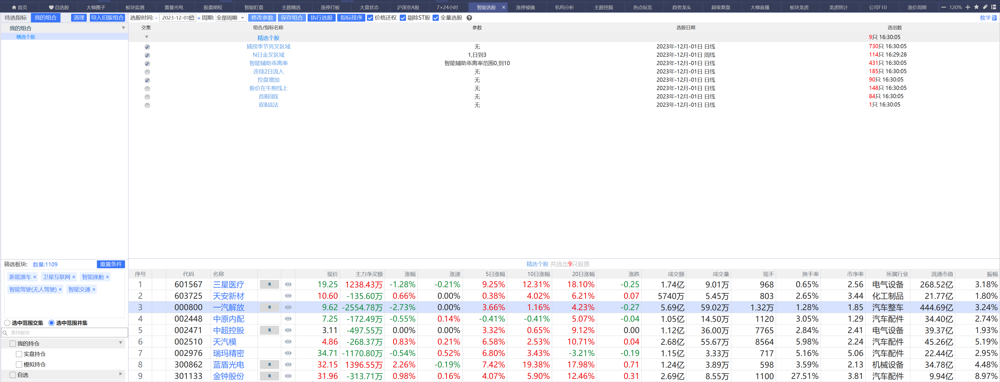 首页 自选股 大咖圈子 板块监测 雷曼光电 股票期权 智能盯盘 主题精选 涨停打板 大盘状态 沪深京A股 7×24小时 智能选股 × 涨停棱镜 机构分析 主题挖掘 热点纵览 趋势龙头 超级复盘 大咖直播 板块龙虎 龙虎统计 公司F10 涨价周期 120%
待选指标 我的组合 清理 导入旧版组合 选股时间: - 2023-12-01 + 周期: 全部周期 修改参数 保存组合 执行选股 指标排序 价格还权 剔除ST股 全量选股 ? 教学
我的组合
精选个股
交集 组合/指标名称 参数 选股日期 选出数
精选个股 9只 16:30:05
捕捞季节死叉区域 无 2023年-12月-01日 日线 730只 16:30:05
N日金叉区域 1,日到3 2023年-12月-01日 周线 114只 16:29:28
智能辅助乖离率 智能辅助乖离率范围0,到10 2023年-12月-01日 日线 431只 16:30:05
连续2日流入 无 2023年-12月-01日 日线 185只 16:30:05
控盘增加 无 2023年-12月-01日 日线 90只 16:30:05
股价在牛熊线上 无 2023年-12月-01日 日线 148只 16:30:05
首B回踩 无 2023年-12月-01日 日线 84只 16:30:05
双B战法 无 2023年-12月-01日 日线 1只 16:30:05
筛选板块: 数量:1109 重置条件
新能源车 × 卫星互联网 × 智能座舱 ×
智能驾驶(无人驾驶) × 智能交通 ×
选中范围交集 选中范围并集
查找板块
我的持仓
实盘持仓
模拟持仓
自选
精选个股 共选出9只股票
序号 代码 名称 现价 主力净买额 涨幅 涨速 5日涨幅 10日涨幅 20日涨幅 涨跌 成交额 成交量 现手 换手率 市净率 所属行业 流通市值 振幅
1 601567 三星医疗 R 19.25 1238.43万 -1.28% -0.21% 9.25% 12.31% 18.10% -0.25 1.74亿 9.01万 968 0.65% 2.56 电气设备 268.52亿 3.18%
2 603725 天安新材 10.60 -135.60万 0.66% 0.00% 0.38% 4.02% 6.21% 0.07 5740万 5.45万 803 2.65% 3.44 化工制品 21.77亿 1.80%
3 000800 一汽解放 R 9.62 -2554.78万 -2.73% 0.00% 3.66% 1.16% 4.23% -0.27 5.69亿 59.02万 1.32万 1.28% 1.85 汽车整车 444.69亿 3.24%
4 002448 中原内配 7.25 -172.49万 -0.55% 0.14% -0.41% -0.41% 5.07% -0.04 1.05亿 14.50万 1120 3.05% 1.29 汽车配件 34.40亿 2.74%
5 002471 中超控股 R 3.11 -497.55万 0.00% 0.00% 3.32% 0.65% 9.12% 0.00 1.12亿 36.00万 7765 2.84% 2.41 电气设备 39.37亿 1.93%
6 002510 天汽模 4.86 -268.37万 0.83% 0.21% 6.58% 2.53% 10.71% 0.04 2.68亿 55.67万 8564 5.98% 2.24 汽车配件 45.26亿 5.19%
7 002976 瑞玛精密 34.71 -1170.80万 -0.54% 0.52% 6.80% 3.43% -3.21% -0.19 1.15亿 3.33万 717 5.16% 5.06 汽车配件 22.44亿 2.95%
8 300862 蓝盾光电 R 32.15 1396.55万 2.26% -0.19% 7.42% 19.38% 17.98% 0.71 1.24亿 3.89万 598 3.59% 2.13 机械设备 34.78亿 4.48%
9 301133 金钟股份 R 31.96 -313.71万 0.98% 0.16% 4.07% 5.90% 12.46% 0.31 2.69亿 8.55万 1100 27.51% 3.81 汽车配件 9.94亿 8.97%